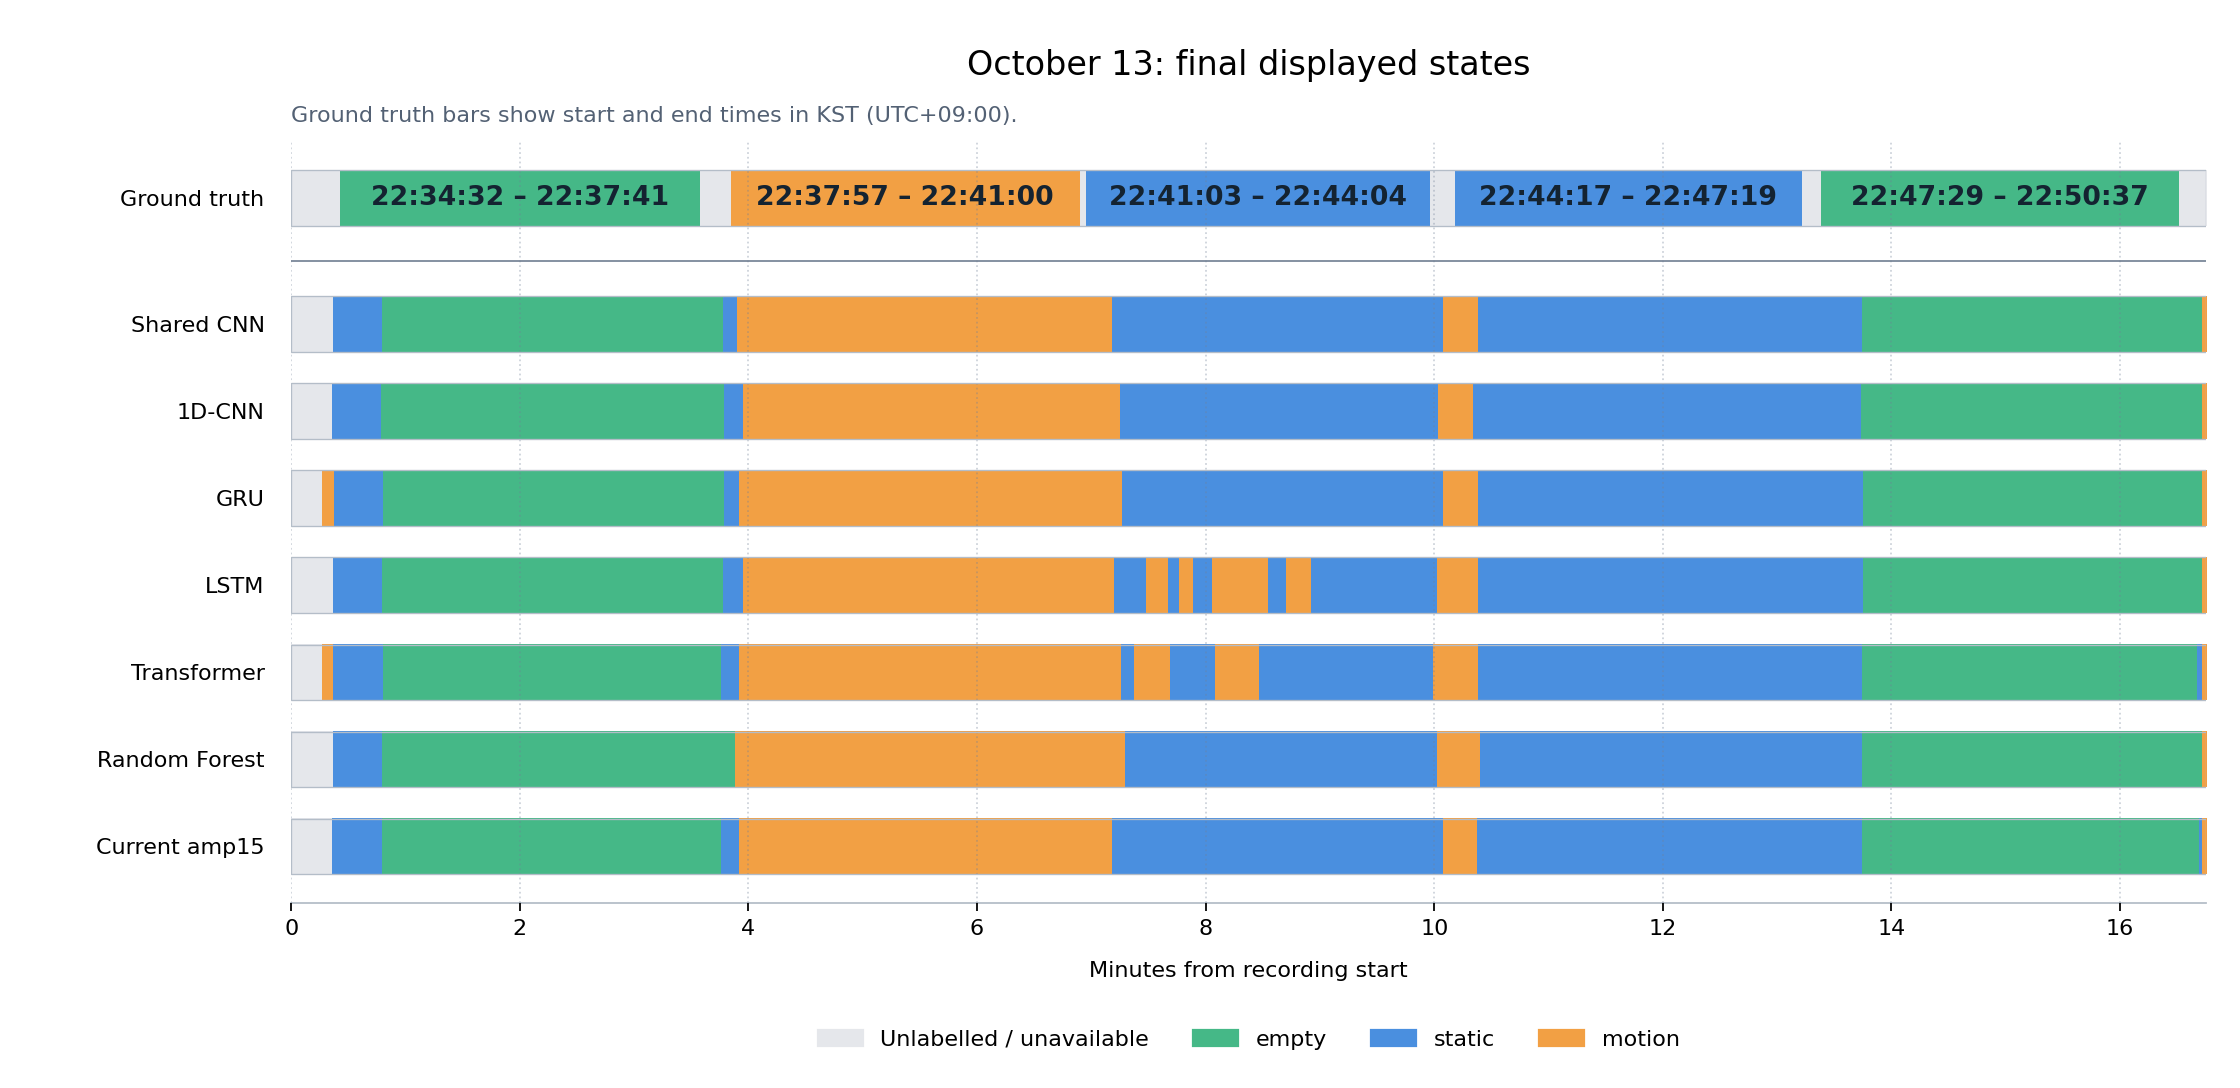 October 13: final displayed states
Ground truth bars show start and end times in KST (UTC+09:00).
Ground truth
22:34:32 – 22:37:41
22:37:57 – 22:41:00
22:41:03 – 22:44:04
22:44:17 – 22:47:19
22:47:29 – 22:50:37
Shared CNN
1D-CNN
GRU
LSTM
Transformer
Random Forest
Current amp15
0 2 4 6 8 10 12 14 16
Minutes from recording start
Unlabelled / unavailable empty static motion